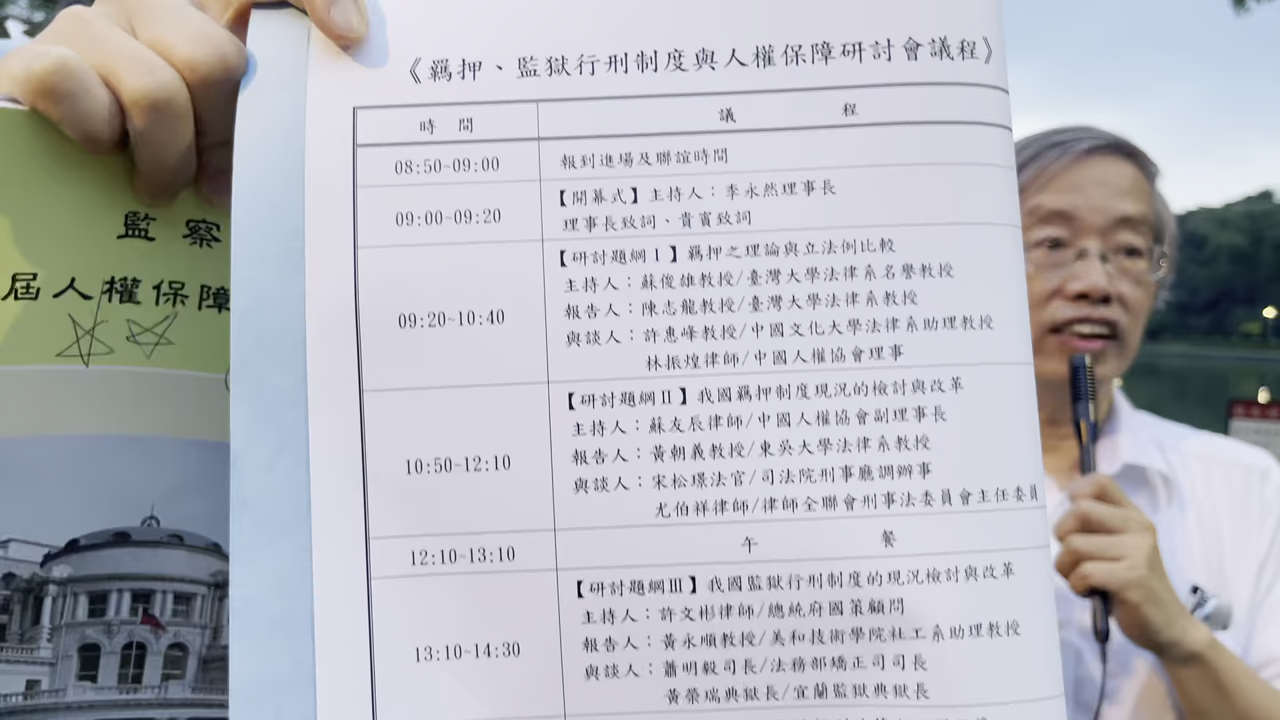 《羈押、監獄行刑制度與人權保障研討會議程》
時 間
議 程
08:50~09:00
報到進場及聯誼時間
09:00~09:20
【開幕式】主持人：李永然理事長
理事長致詞、貴賓致詞
09:20~10:40
【研討題綱Ⅰ】羈押之理論與立法例比較
主持人：蘇俊雄教授/臺灣大學法律系名譽教授
報告人：陳志龍教授/臺灣大學法律系教授
與談人：許惠峰教授/中國文化大學法律系助理教授
林振煌律師/中國人權協會理事
10:50~12:10
【研討題綱Ⅱ】我國羈押制度現況的檢討與改革
主持人：蘇友辰律師/中國人權協會副理事長
報告人：黃朝義教授/東吳大學法律系教授
與談人：宋松璟法官/司法院刑事廳調辦事
尤伯祥律師/律師全聯會刑事法委員會主任委員
12:10~13:10
午 餐
13:10~14:30
【研討題綱Ⅲ】我國監獄行刑制度的現況檢討與改革
主持人：許文彬律師/總統府國策顧問
報告人：黃永順教授/美和技術學院社工系助理教授
與談人：蕭明毅司長/法務部矯正司司長
黃榮瑞典獄長/宜蘭監獄典獄長
監察
屆人權保障